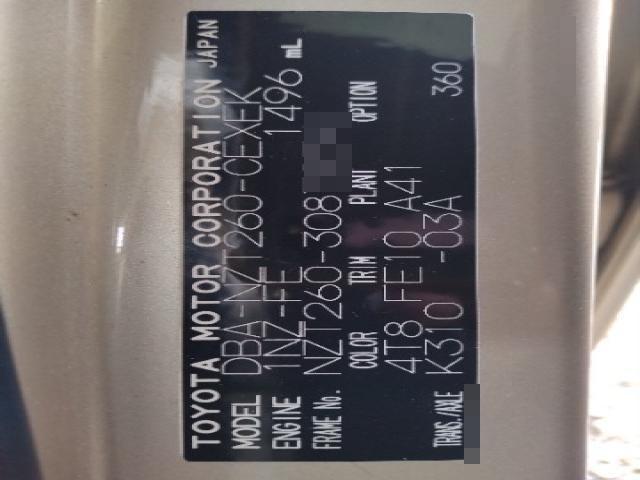 TOYOTA MOTOR CORPORATION JAPAN
MODEL DBA-NZT260-CEXEK
ENGINE 1NZ-FE 1496 mL
FRAME No. NZT260-308
COLOR TRIM PLANT OPTION
4T8 FE10 A41
TRANS./AXLE K310 -03A 360